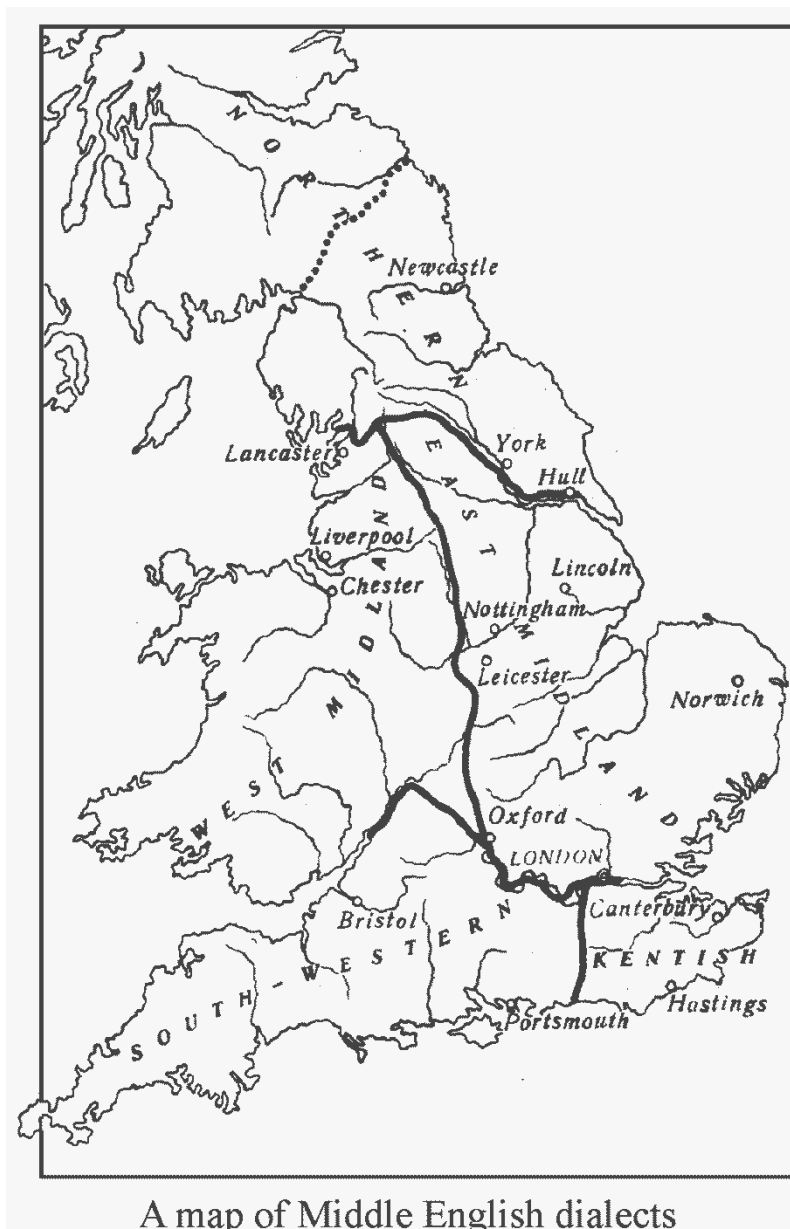 NORTHERN
Newcastle
Lancaster
York
Hull
EAST MIDLAND
Liverpool
Chester
Lincoln
Nottingham
Leicester
Norwich
WEST MIDLAND
Oxford
LONDON
Bristol
Canterbury
SOUTH-WESTERN
KENTISH
Hastings
Portsmouth
A map of Middle English dialects